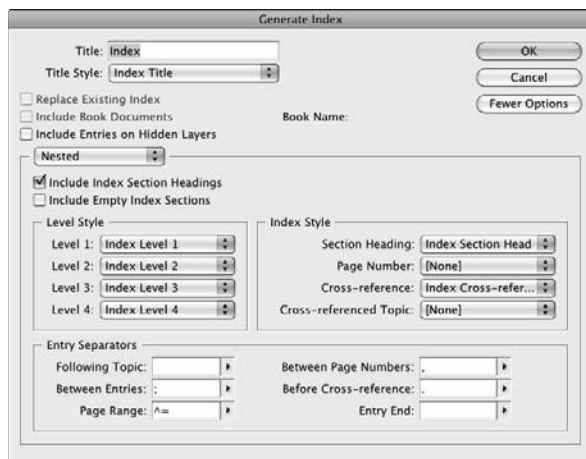 Generate Index
Title: Index
Title Style: Index Title
OK
Cancel
Fewer Options
Replace Existing Index
Include Book Documents
Book Name:
Include Entries on Hidden Layers
Nested
Include Index Section Headings
Include Empty Index Sections
Level Style
Level 1: Index Level 1
Level 2: Index Level 2
Level 3: Index Level 3
Level 4: Index Level 4
Index Style
Section Heading: Index Section Head
Page Number: [None]
Cross-reference: Index Cross-refer...
Cross-referenced Topic: [None]
Entry Separators
Following Topic:
Between Entries: ;
Page Range: ^=
Between Page Numbers: ,
Before Cross-reference: .
Entry End: